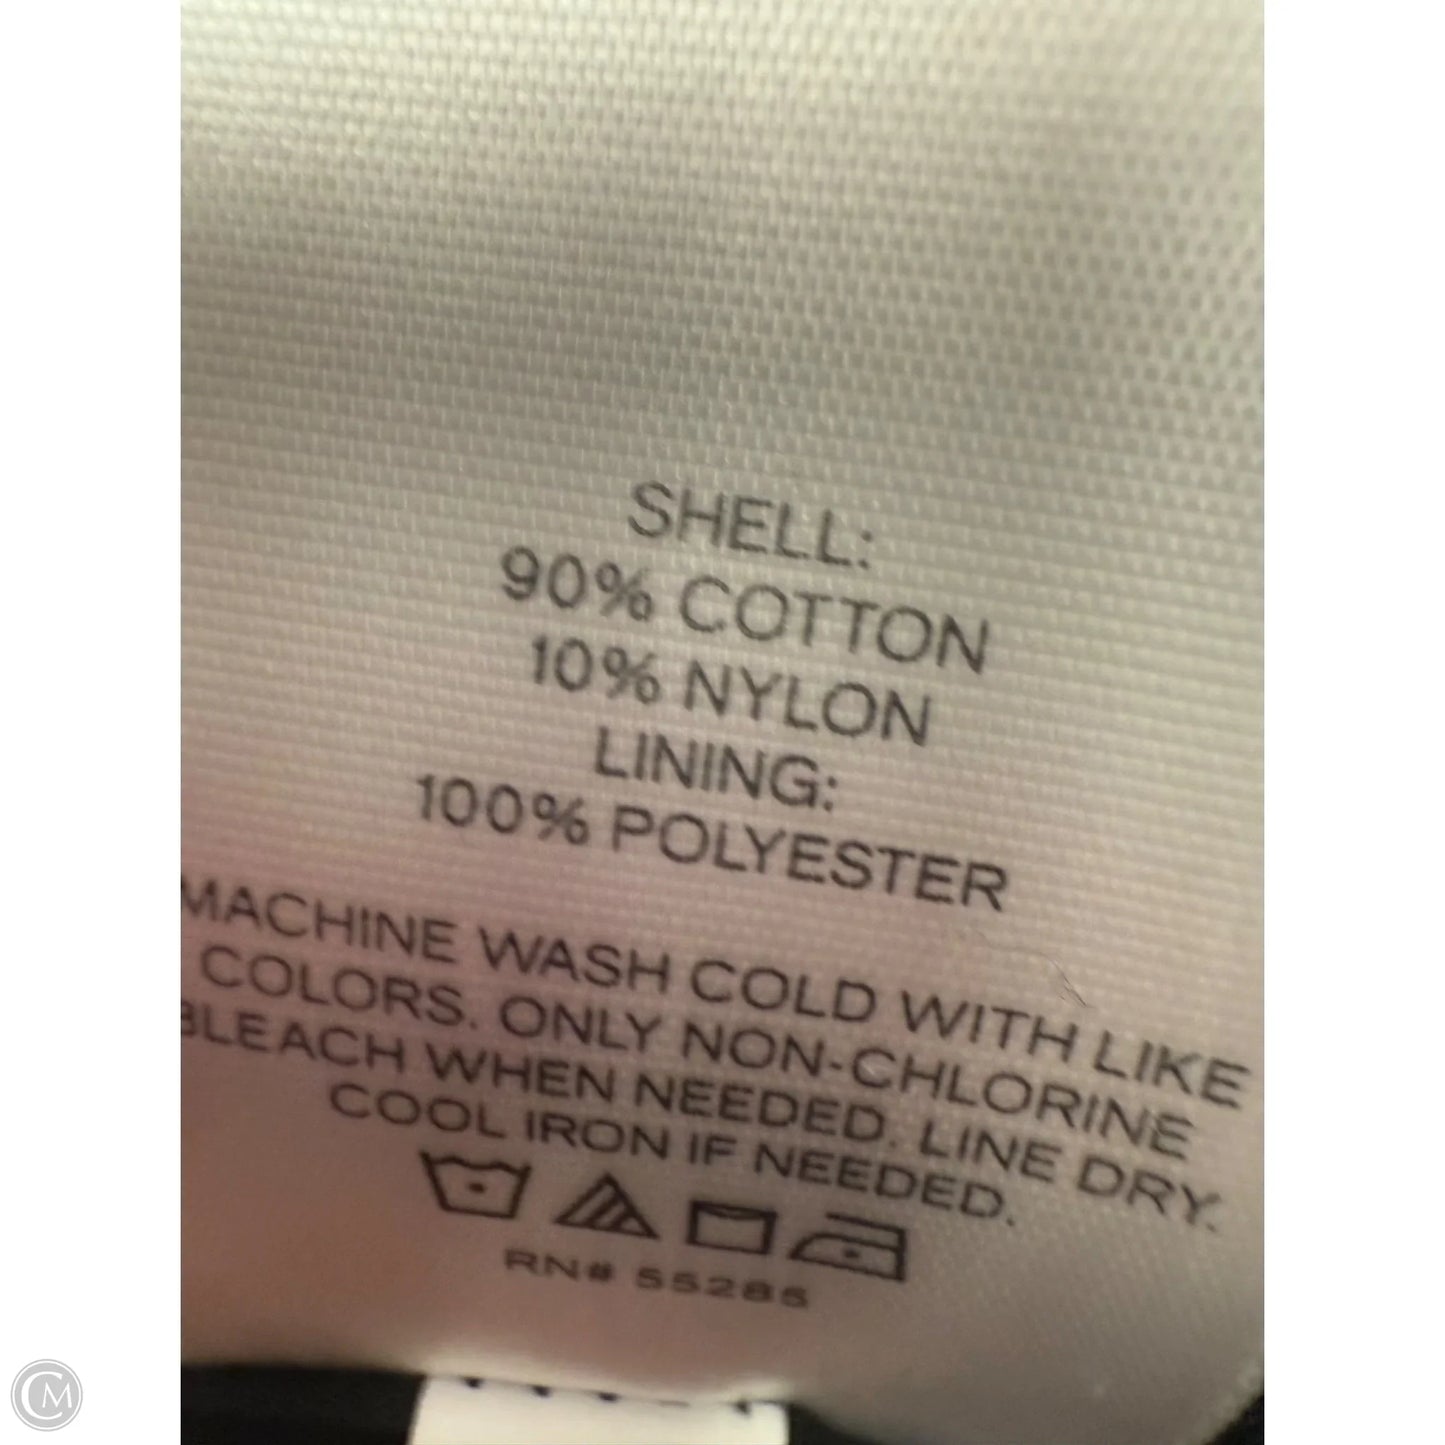 SHELL:
90% COTTON
10% NYLON
LINING:
100% POLYESTER
MACHINE WASH COLD WITH LIKE
COLORS. ONLY NON-CHLORINE
BLEACH WHEN NEEDED. LINE DRY.
COOL IRON IF NEEDED.
RN# 55285
CM